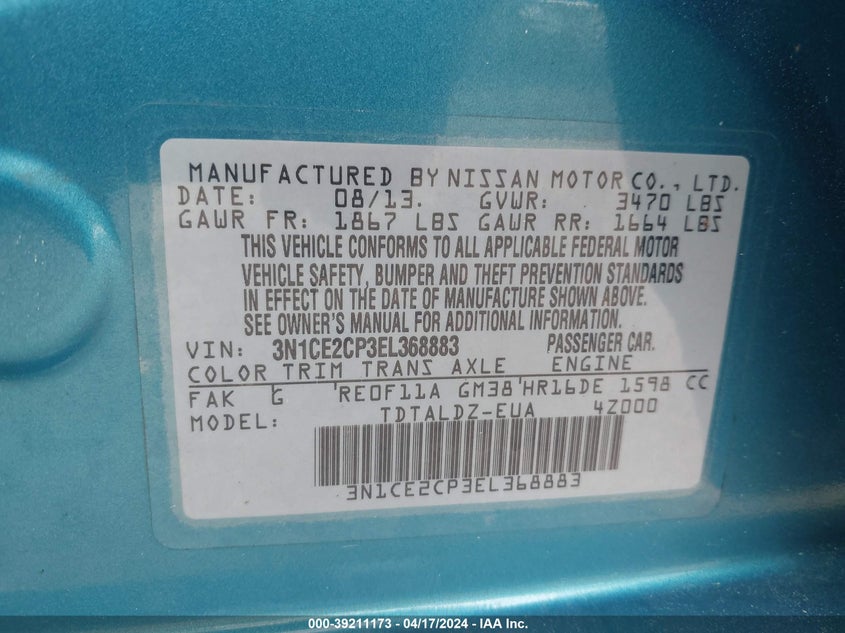 MANUFACTURED BY NISSAN MOTOR CO., LTD.
DATE: 08/13. GVWR: 3470 LBS
GAWR FR: 1867 LBS GAWR RR: 1664 LBS
THIS VEHICLE CONFORMS TO ALL APPLICABLE FEDERAL MOTOR
VEHICLE SAFETY, BUMPER AND THEFT PREVENTION STANDARDS
IN EFFECT ON THE DATE OF MANUFACTURE SHOWN ABOVE.
SEE OWNER'S MANUAL FOR ADDITIONAL INFORMATION.
VIN: 3N1CE2CP3EL368883 PASSENGER CAR.
COLOR TRIM TRANS AXLE ENGINE
FAK G 'RE0F11A GM38'HR16DE 1598 CC
MODEL: TDTALDZ-EUA 4Z000
3N1CE2CP3EL368883
000-39211173 - 04/17/2024 - IAA Inc.